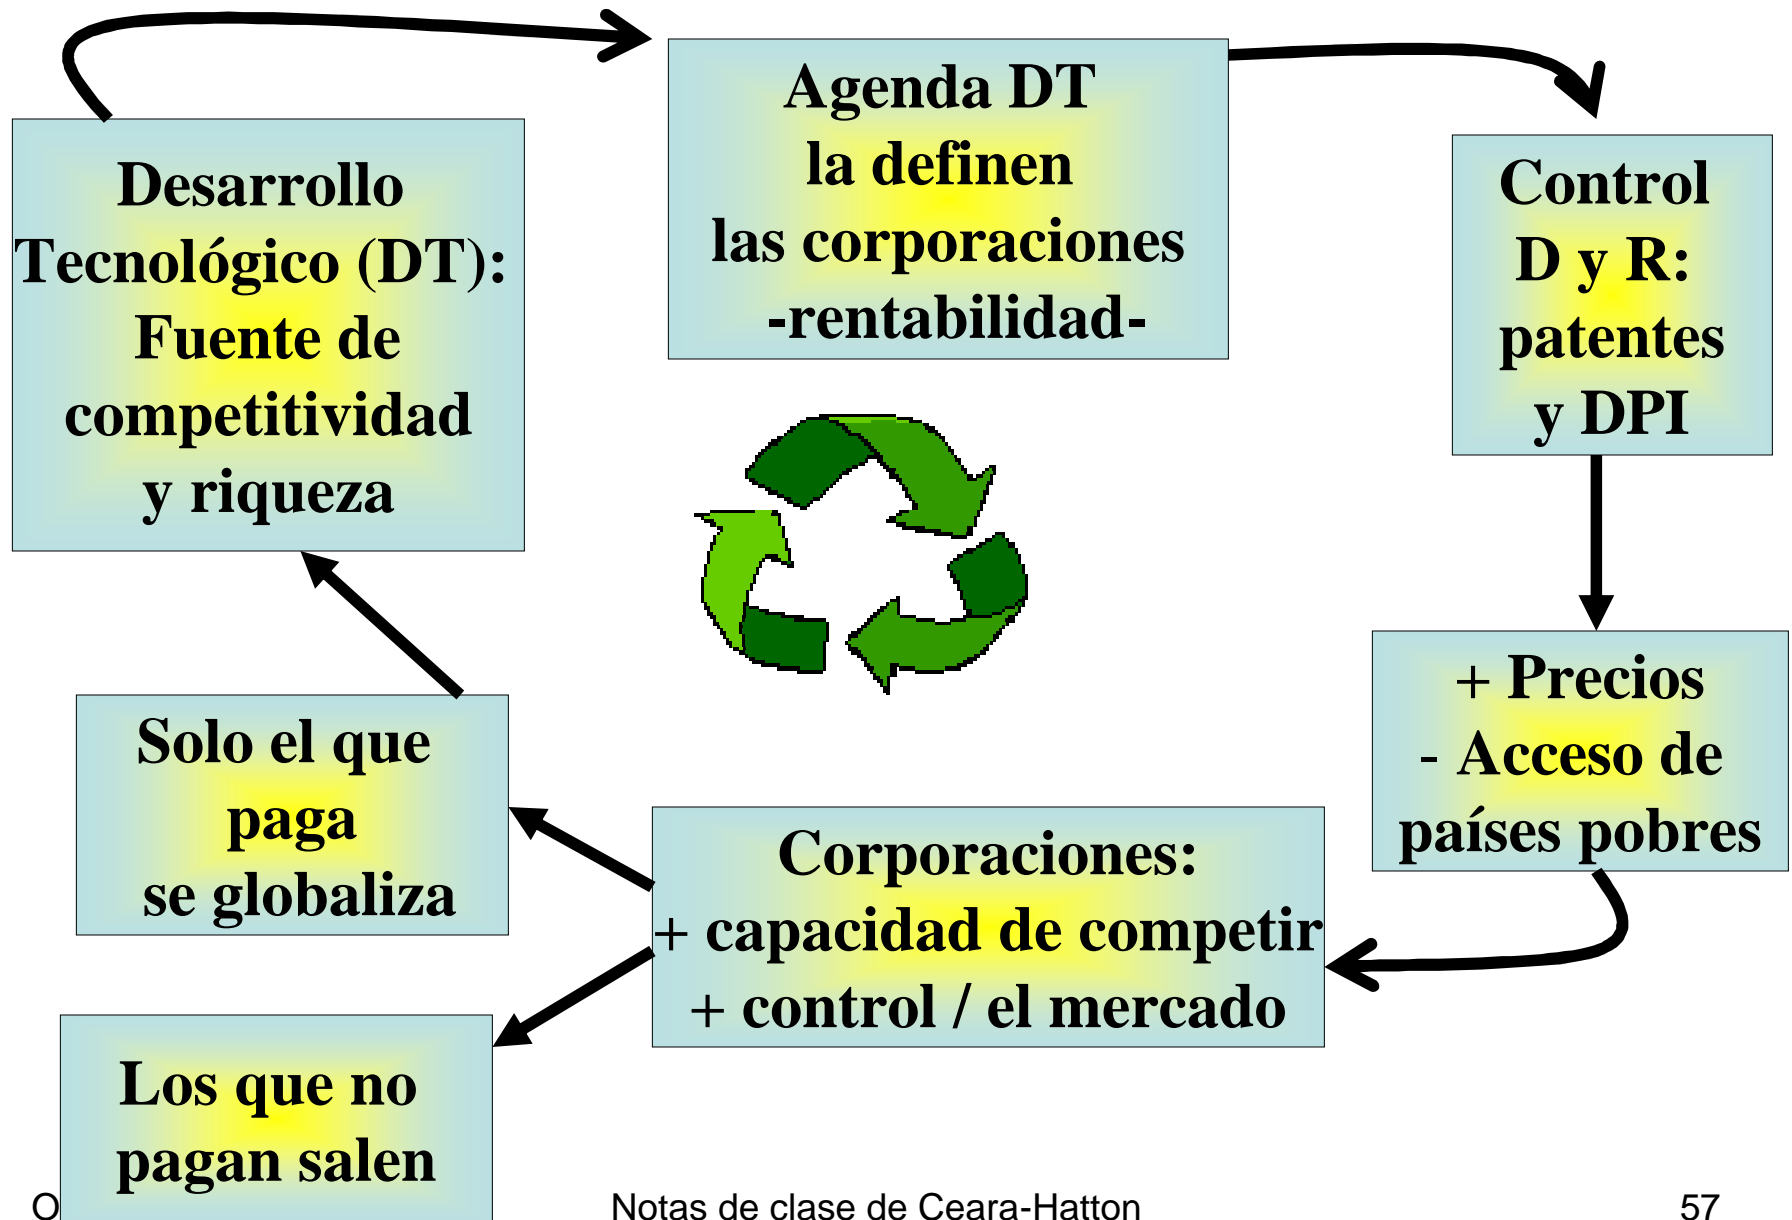 Desarrollo
Tecnológico (DT):
Fuente de
competitividad
y riqueza
Agenda DT
la definen
las corporaciones
-rentabilidad-
Control
D y R:
patentes
y DPI
+ Precios
- Acceso de
países pobres
Corporaciones:
+ capacidad de competir
+ control / el mercado
Solo el que
paga
se globaliza
Los que no
pagan salen
Notas de clase de Ceara-Hatton
57